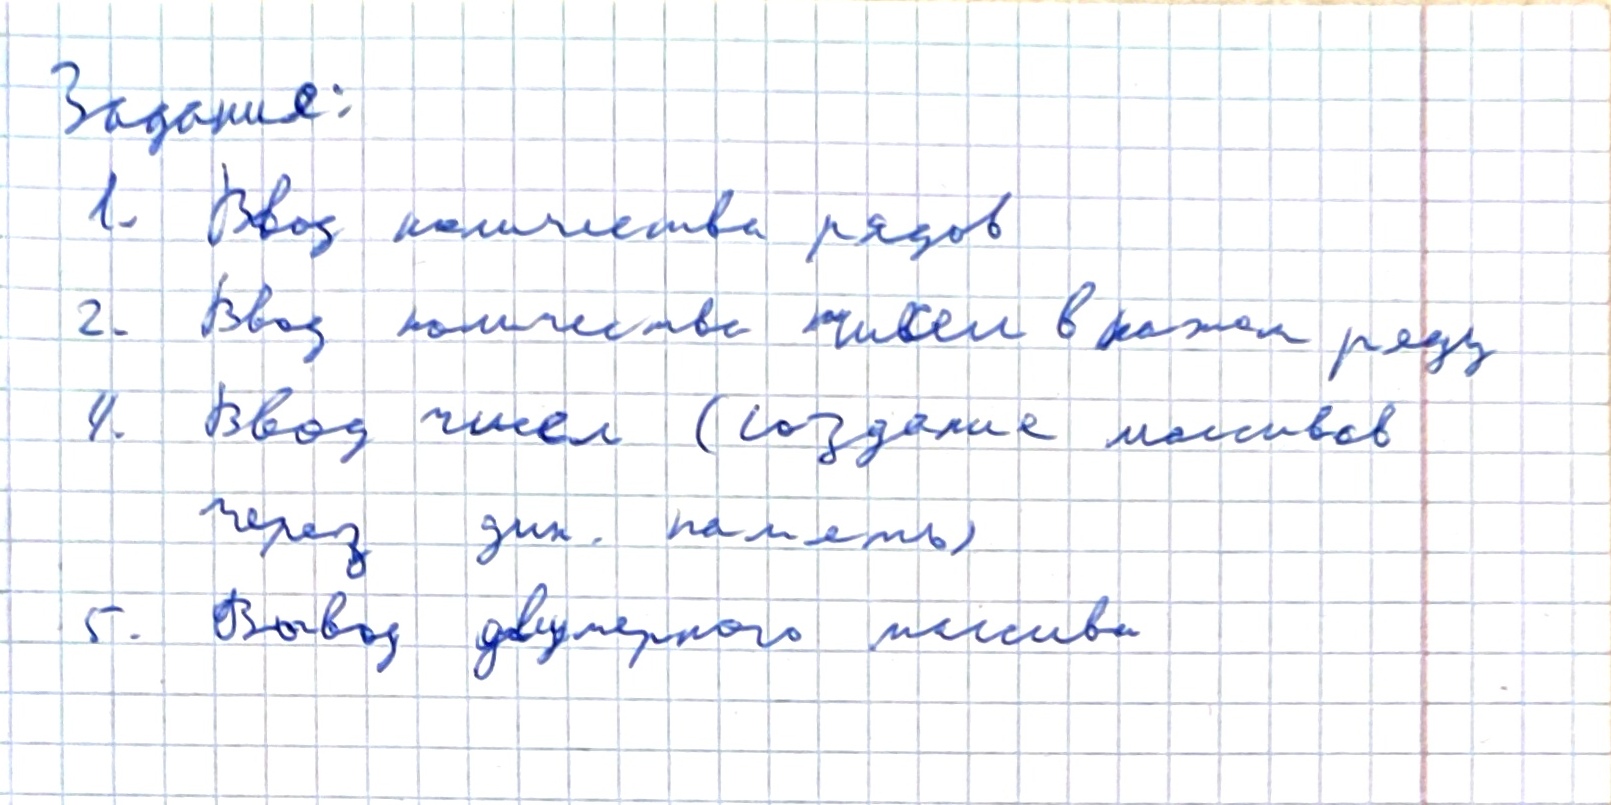 Задание:
1. Ввод количества рядов
2. Ввод количества чисел в кажом ряду
4. Ввод чисел (создание массивов
через дин. память)
5. Вывод двумерного массива